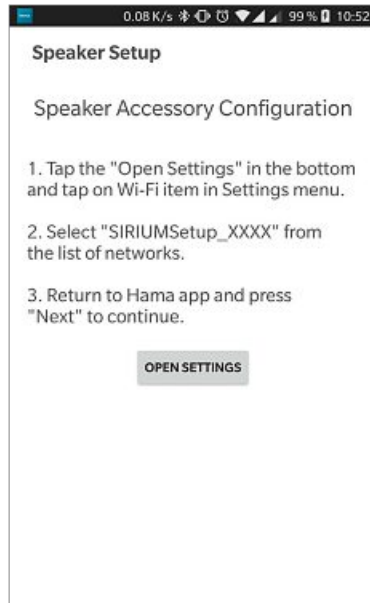 0.08 K/s 99% 10:52
Speaker Setup
Speaker Accessory Configuration
1. Tap the "Open Settings" in the bottom
and tap on Wi-Fi item in Settings menu.
2. Select "SIRIUMSetup_XXXX" from
the list of networks.
3. Return to Hama app and press
"Next" to continue.
OPEN SETTINGS